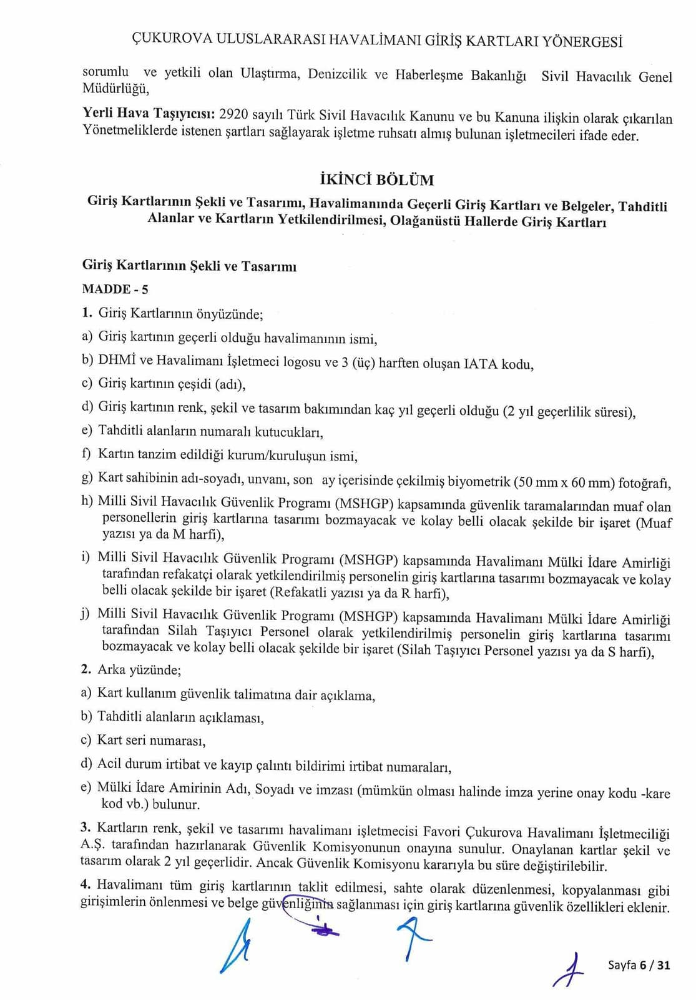 ÇUKUROVA ULUSLARARASI HAVALİMANI GİRİŞ KARTLARI YÖNERGESİ
sorumlu ve yetkili olan Ulaştırma, Denizcilik ve Haberleşme Bakanlığı Sivil Havacılık Genel
Müdürlüğü,
Yerli Hava Taşıyıcısı: 2920 sayılı Türk Sivil Havacılık Kanunu ve bu Kanuna ilişkin olarak çıkarılan
Yönetmeliklerde istenen şartları sağlayarak işletme ruhsatı almış bulunan işletmecileri ifade eder.
İKİNCİ BÖLÜM
Giriş Kartlarının Şekli ve Tasarımı, Havalimanında Geçerli Giriş Kartları ve Belgeler, Tahditli
Alanlar ve Kartların Yetkilendirilmesi, Olağanüstü Hallerde Giriş Kartları
Giriş Kartlarının Şekli ve Tasarımı
MADDE - 5
1. Giriş Kartlarının önyüzünde;
a) Giriş kartının geçerli olduğu havalimanının ismi,
b) DHMİ ve Havalimanı İşletmeci logosu ve 3 (üç) harften oluşan IATA kodu,
c) Giriş kartının çeşidi (adı),
d) Giriş kartının renk, şekil ve tasarım bakımından kaç yıl geçerli olduğu (2 yıl geçerlilik süresi),
e) Tahditli alanların numaralı kutucukları,
f) Kartın tanzim edildiği kurum/kuruluşun ismi,
g) Kart sahibinin adı-soyadı, unvanı, son ay içerisinde çekilmiş biyometrik (50 mm x 60 mm) fotoğrafı,
h) Milli Sivil Havacılık Güvenlik Programı (MSHGP) kapsamında güvenlik taramalarından muaf olan
personellerin giriş kartlarına tasarımı bozmayacak ve kolay belli olacak şekilde bir işaret (Muaf
yazısı ya da M harfi),
i) Milli Sivil Havacılık Güvenlik Programı (MSHGP) kapsamında Havalimanı Mülki İdare Amirliği
tarafından refakatçi olarak yetkilendirilmiş personelin giriş kartlarına tasarımı bozmayacak ve kolay
belli olacak şekilde bir işaret (Refakatli yazısı ya da R harfi),
j) Milli Sivil Havacılık Güvenlik Programı (MSHGP) kapsamında Havalimanı Mülki İdare Amirliği
tarafından Silah Taşıyıcı Personel olarak yetkilendirilmiş personelin giriş kartlarına tasarımı
bozmayacak ve kolay belli olacak şekilde bir işaret (Silah Taşıyıcı Personel yazısı ya da S harfi),
2. Arka yüzünde;
a) Kart kullanım güvenlik talimatına dair açıklama,
b) Tahditli alanların açıklaması,
c) Kart seri numarası,
d) Acil durum irtibat ve kayıp çalıntı bildirimi irtibat numaraları,
e) Mülki İdare Amirinin Adı, Soyadı ve imzası (mümkün olması halinde imza yerine onay kodu -kare
kod vb.) bulunur.
3. Kartların renk, şekil ve tasarımı havalimanı işletmecisi Favori Çukurova Havalimanı İşletmeciliği
A.Ş. tarafından hazırlanarak Güvenlik Komisyonunun onayına sunulur. Onaylanan kartlar şekil ve
tasarım olarak 2 yıl geçerlidir. Ancak Güvenlik Komisyonu kararıyla bu süre değiştirilebilir.
4. Havalimanı tüm giriş kartlarının taklit edilmesi, sahte olarak düzenlenmesi, kopyalanması gibi
girişimlerin önlenmesi ve belge güvenliğinin sağlanması için giriş kartlarına güvenlik özellikleri eklenir.
Sayfa 6 / 31